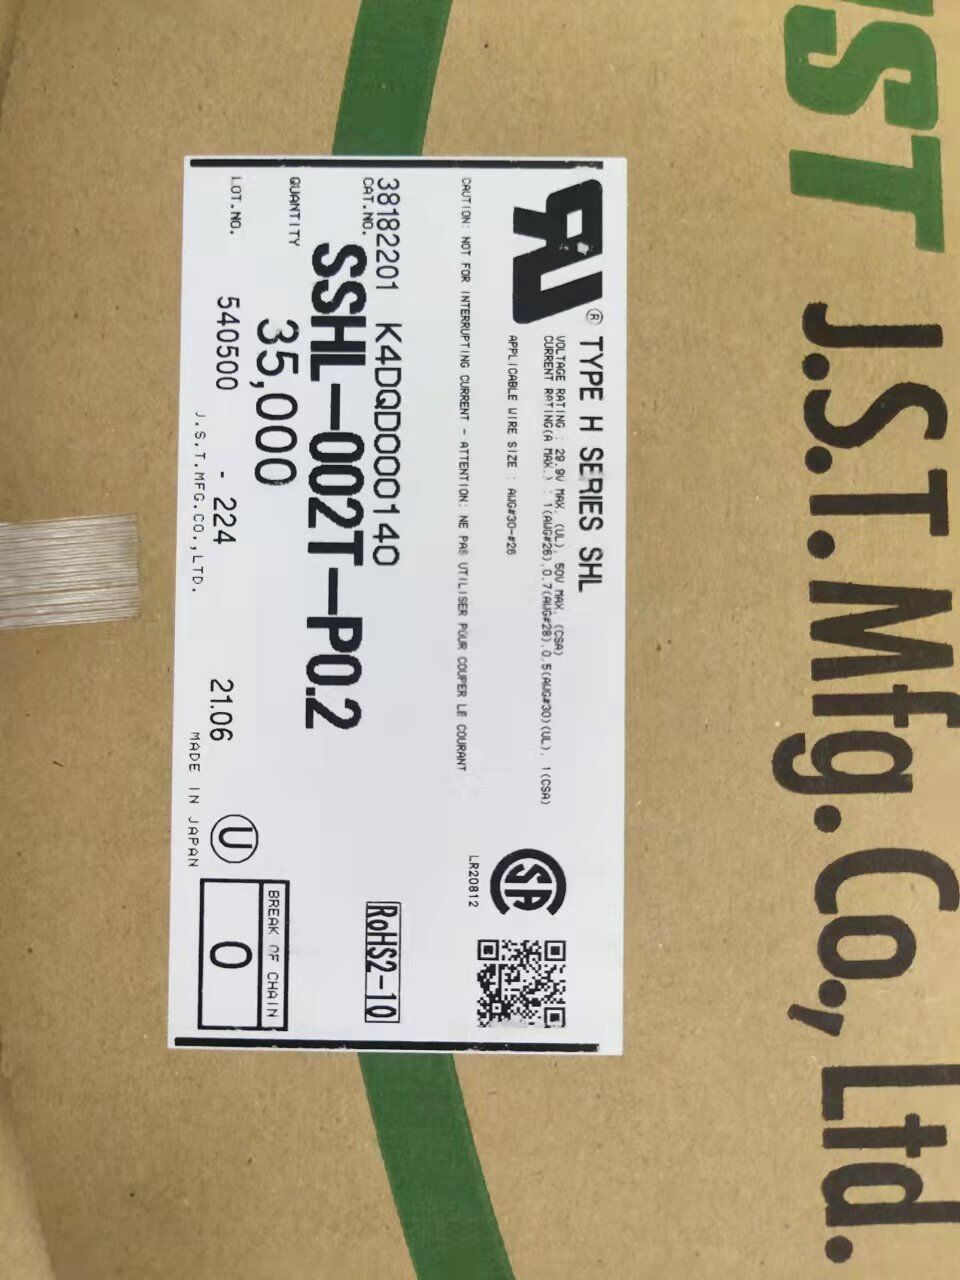 JST J.S.T.Mfg.Co.,Ltd.
® TYPE H SERIES SHL
VOLTAGE RATING : 29.9V MAX. (UL), 50V MAX. (CSA)
CURRENT RATING(A MAX.) : 1(AWG#26),0.7(AWG#28),0.5(AWG#30)(UL), 1(CSA)
APPLICABLE WIRE SIZE : AWG#30-#26
LR20812
CAUTION: NOT FOR INTERRUPTING CURRENT - ATTENTION: NE PAS UTILISER POUR COUPER LE COURANT
38182201 K4DQD000140
CAT.NO. SSHL-002T-P0.2
RoHS2-10
QUANTITY 35,000
BREAK OF CHAIN
LOT.NO. 540500 - 224 21.06 U 0
J.S.T.MFG.CO.,LTD. MADE IN JAPAN